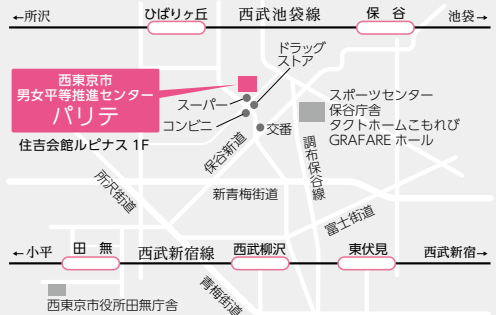 ←所沢
ひばりヶ丘
西武池袋線
保谷
池袋→
ドラッグ
ストア
西東京市
男女平等推進センター
パリテ
住吉会館ルピナス 1F
スーパー
コンビニ
交番
スポーツセンター
保谷庁舎
タクトホームこもれび
GRAFARE ホール
保谷新道
調布保谷線
所沢街道
新青梅街道
富士街道
←小平
田無
西武新宿線
西武柳沢
東伏見
西武新宿→
青梅街道
西東京市役所田無庁舎